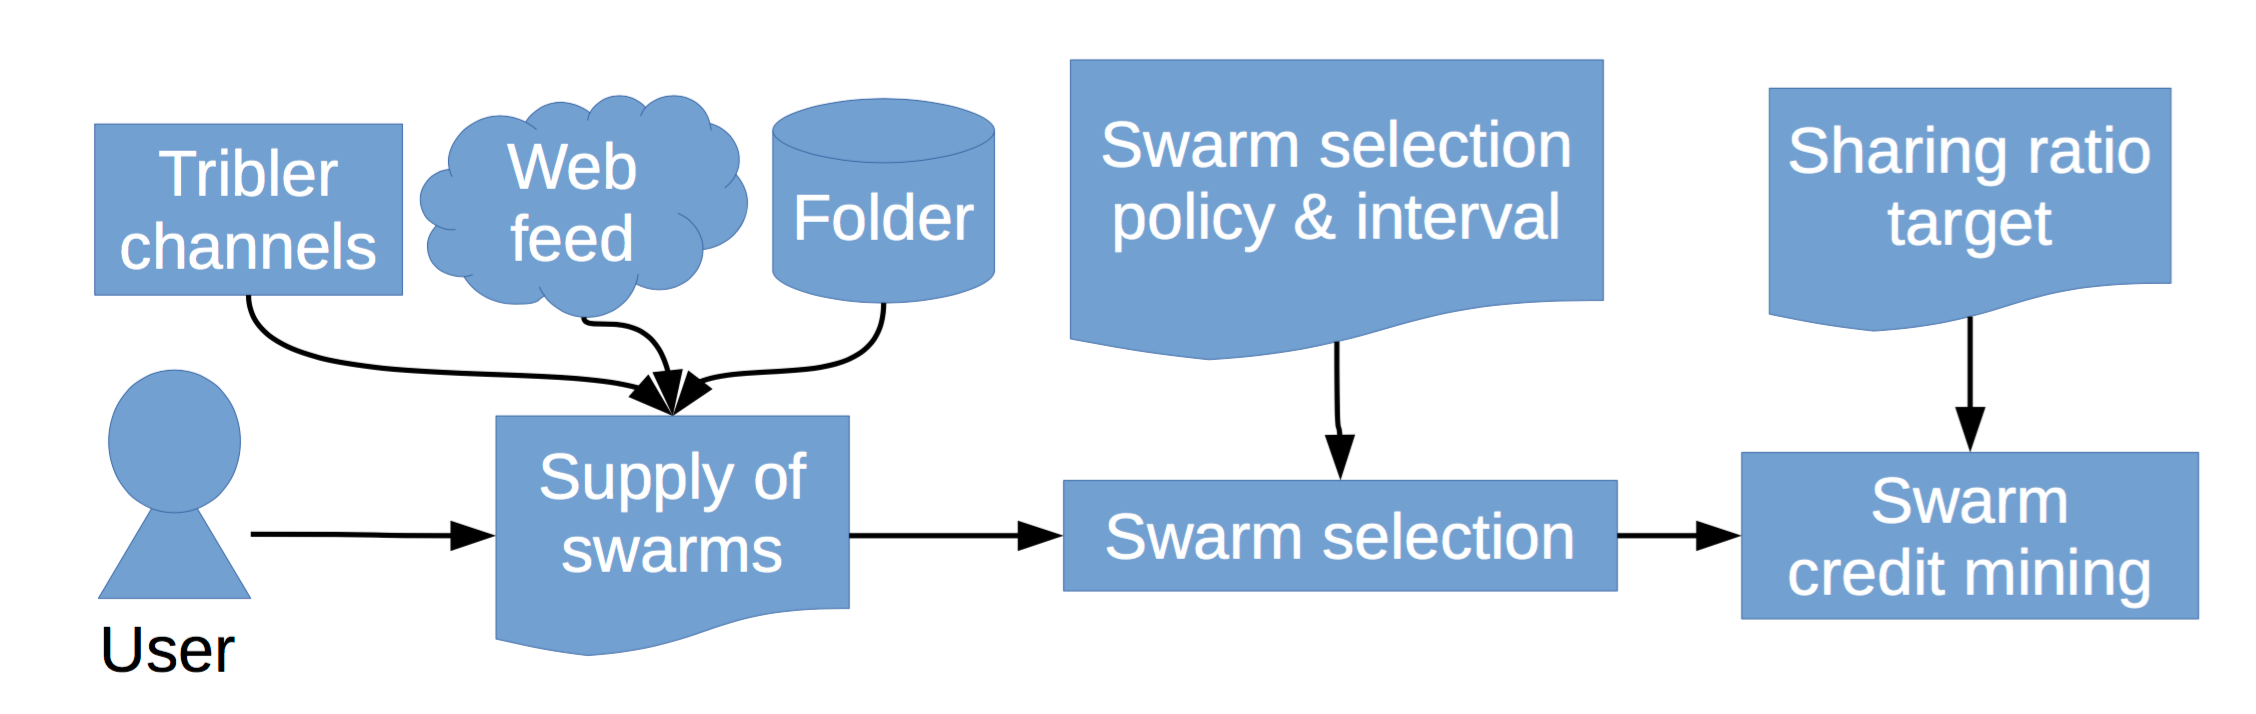 Tribler
channels
Web
feed
Folder
Swarm selection
policy & interval
Sharing ratio
target
User
Supply of
swarms
Swarm selection
Swarm
credit mining